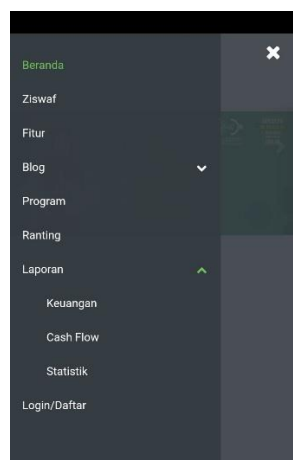 Beranda
Ziswaf
Fitur
Blog
Program
Ranting
Laporan
Keuangan
Cash Flow
Statistik
Login/Daftar